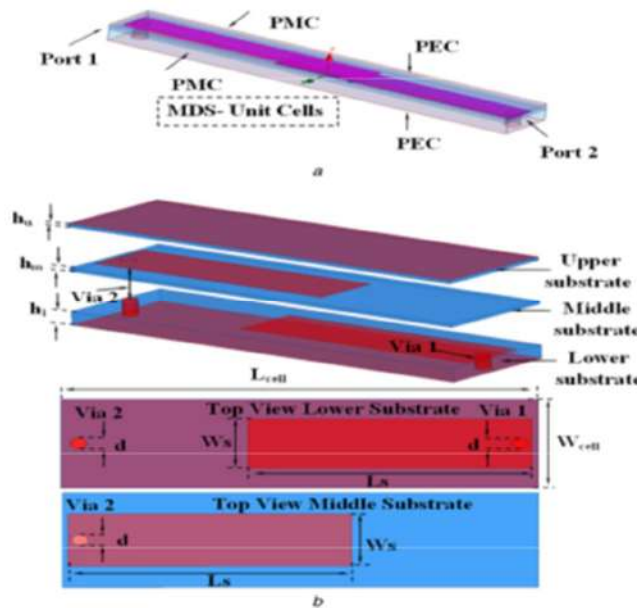 PMC
PEC
Port 1
PMC
MDS- Unit Cells
PEC
Port 2
a
hu
hm
Via 2
hl
Upper
substrate
Middle
substrate
Via 1
Lower
substrate
Lcell
Via 2
Top View Lower Substrate
Via 1
d
Ws
d
Wcell
Ls
Via 2
Top View Middle Substrate
d
Ws
Ls
b